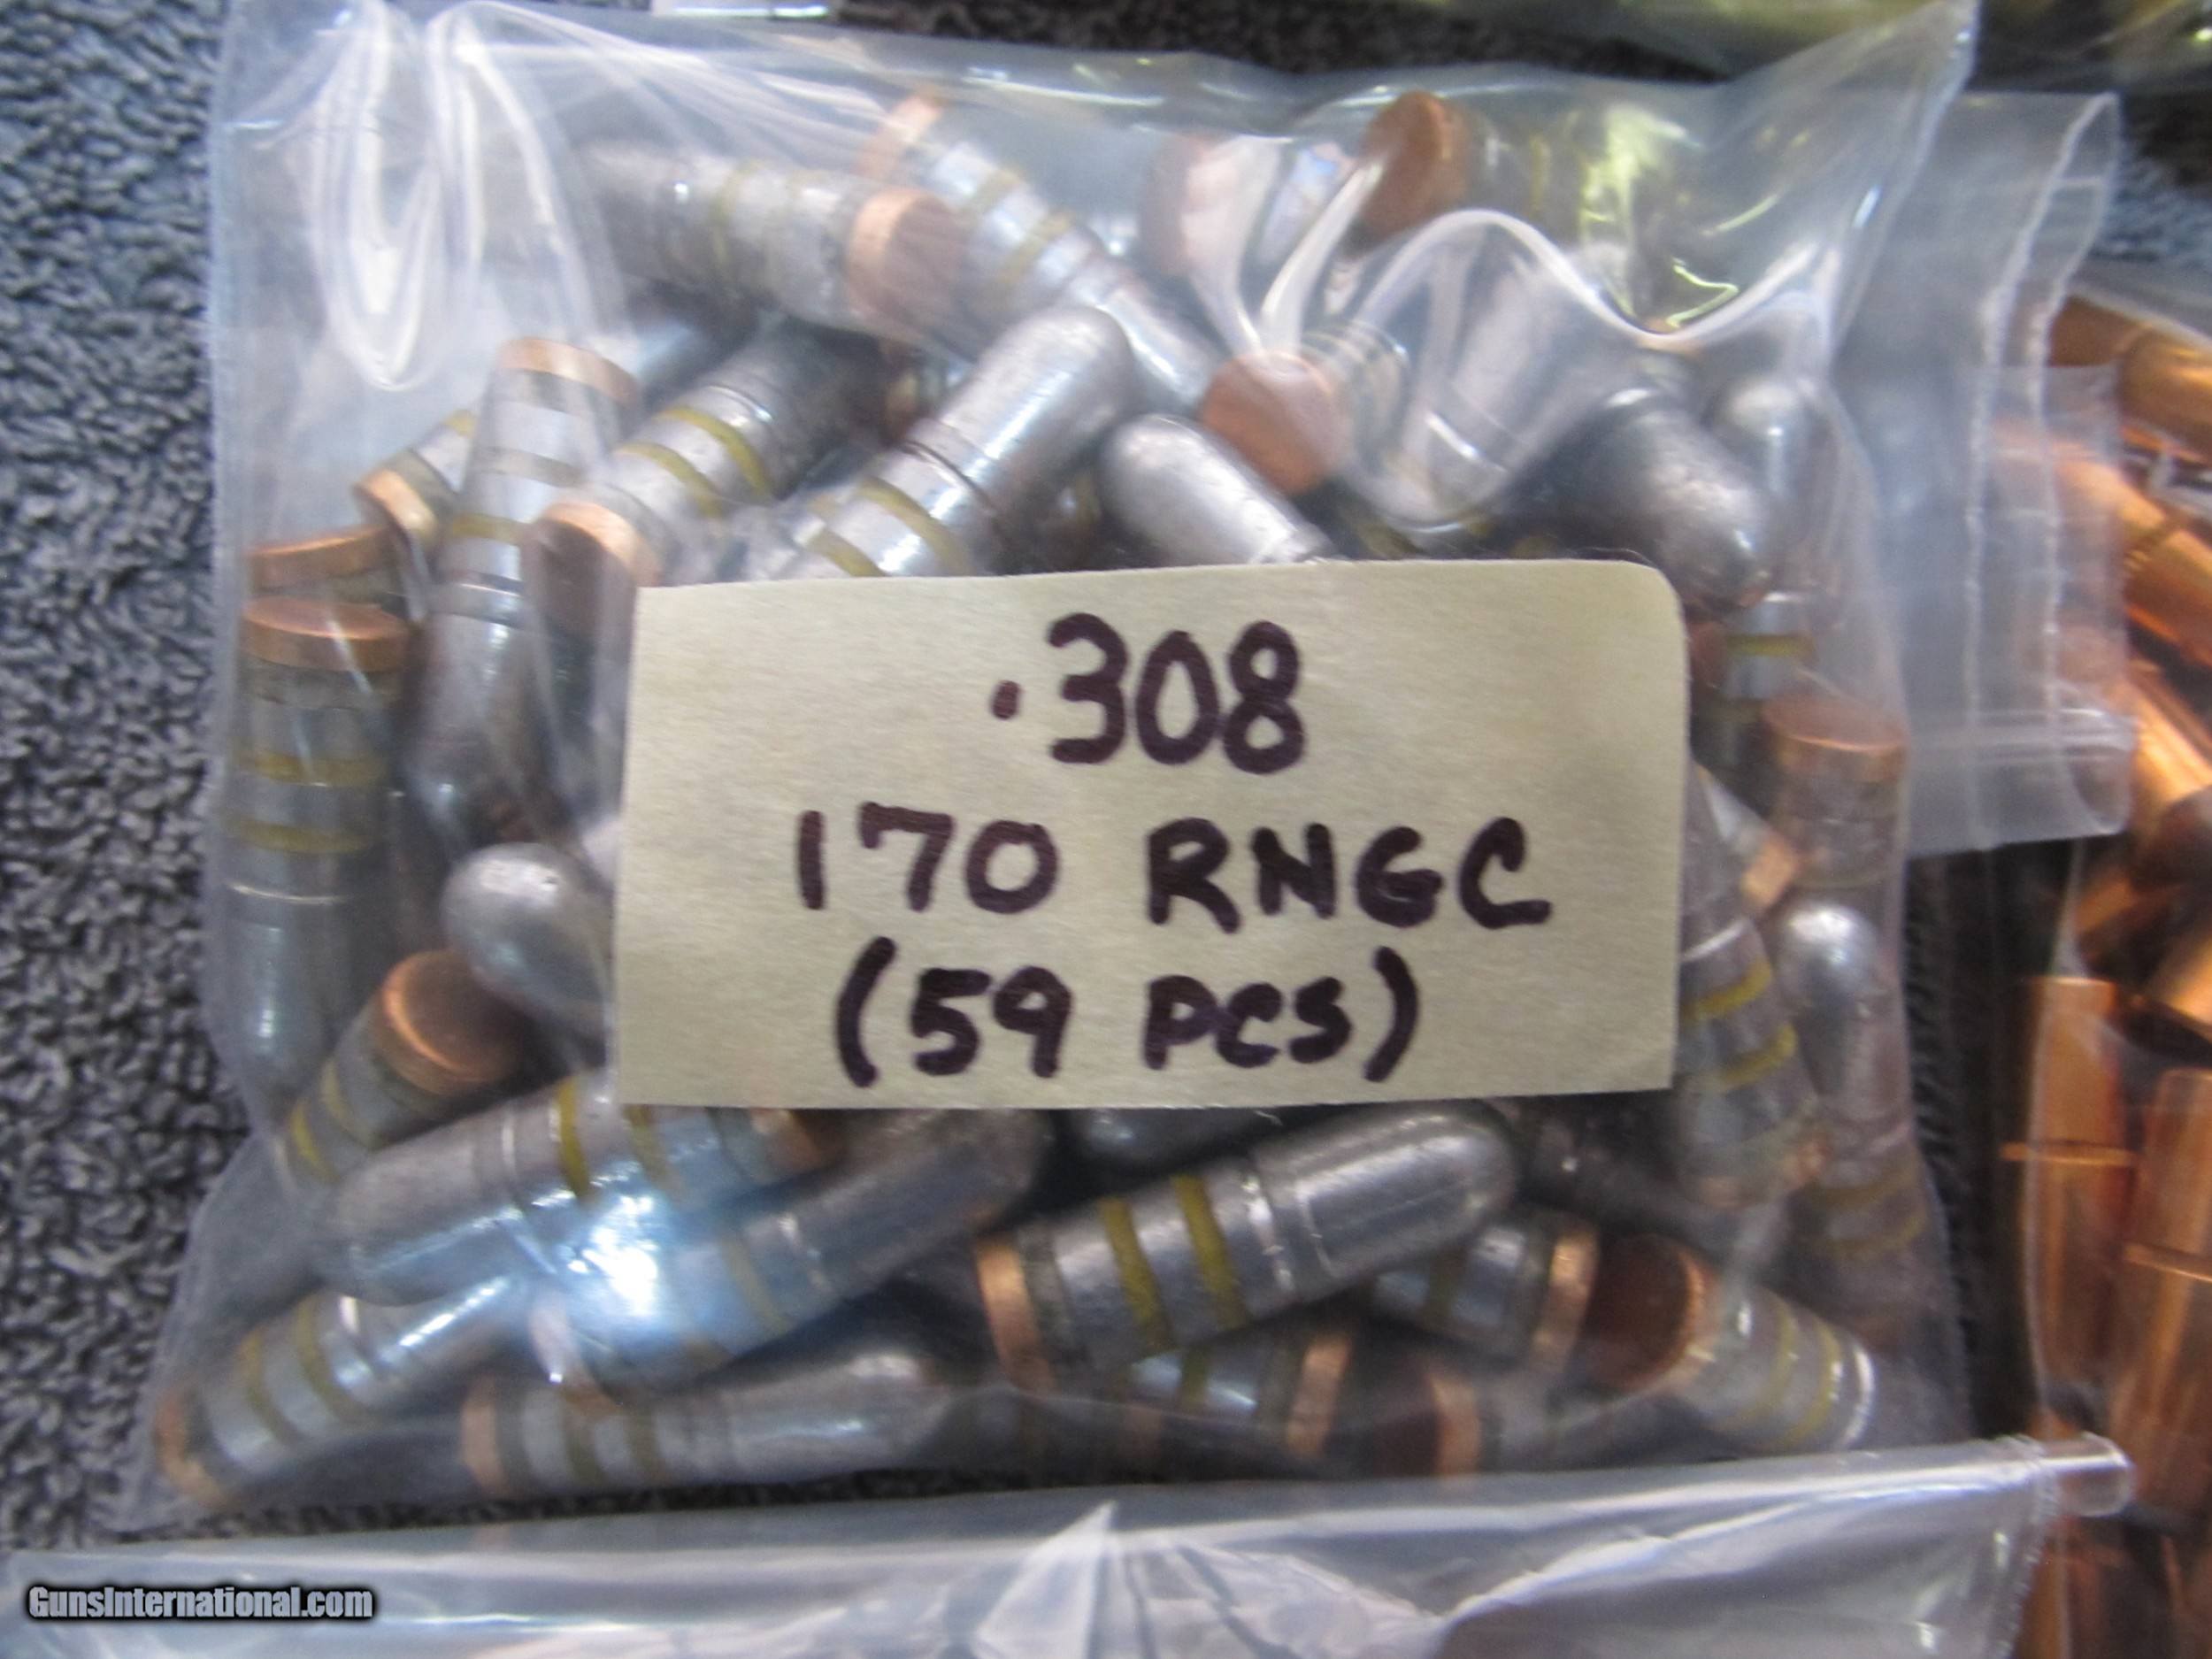 .308
170 RNGC
(59 PCS)
GunsInternational.com